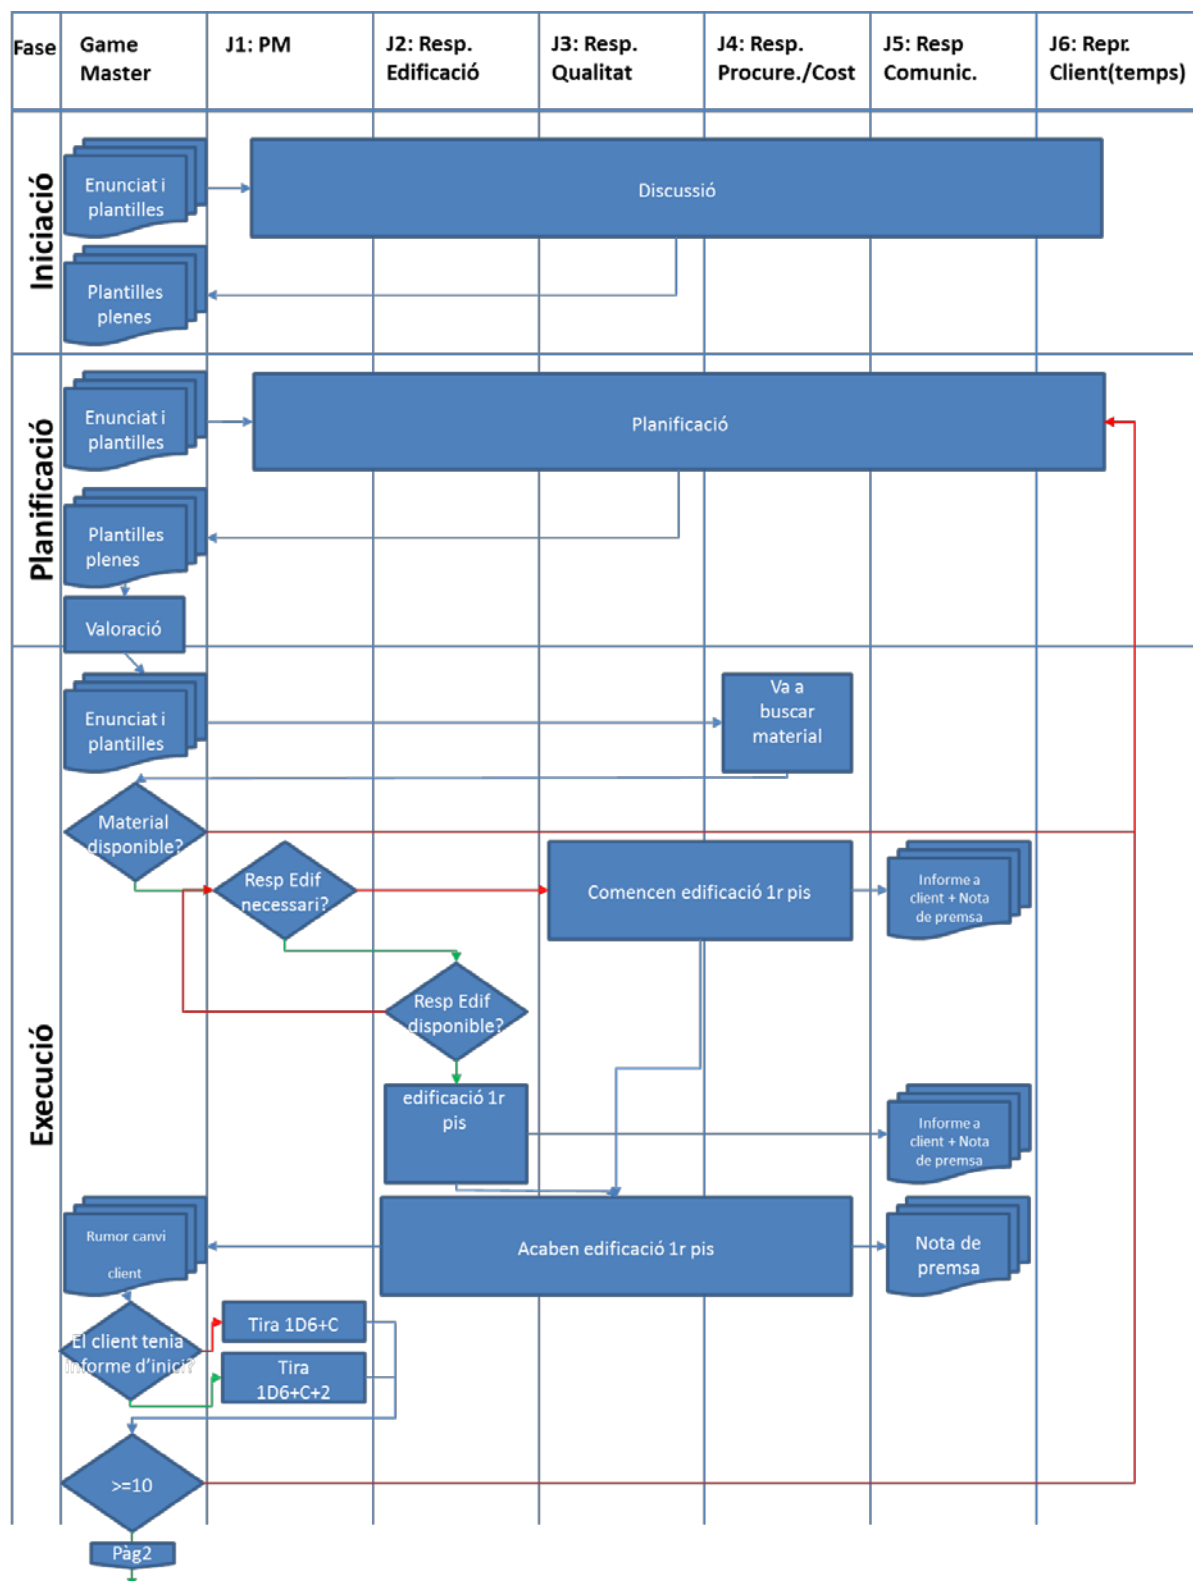 Fase
Game
Master
J1: PM
J2: Resp.
Edificació
J3: Resp.
Qualitat
J4: Resp.
Procure./Cost
J5: Resp
Comunic.
J6: Repr.
Client(temps)
Iniciació
Enunciat i
plantilles
Discussió
Plantilles
plenes
Planificació
Enunciat i
plantilles
Planificació
Plantilles
plenes
Valoració
Execució
Enunciat i
plantilles
Va a
buscar
material
Material
disponible?
Resp Edif
necessari?
Comencen edificació 1r pis
Informe a
client + Nota
de premsa
Resp Edif
disponible?
edificació 1r
pis
Informe a
client + Nota
de premsa
Rumor canvi
client
Acaben edificació 1r pis
Nota de
premsa
El client tenia
informe d'inici?
Tira 1D6+C
Tira
1D6+C+2
>=10
Pàg2